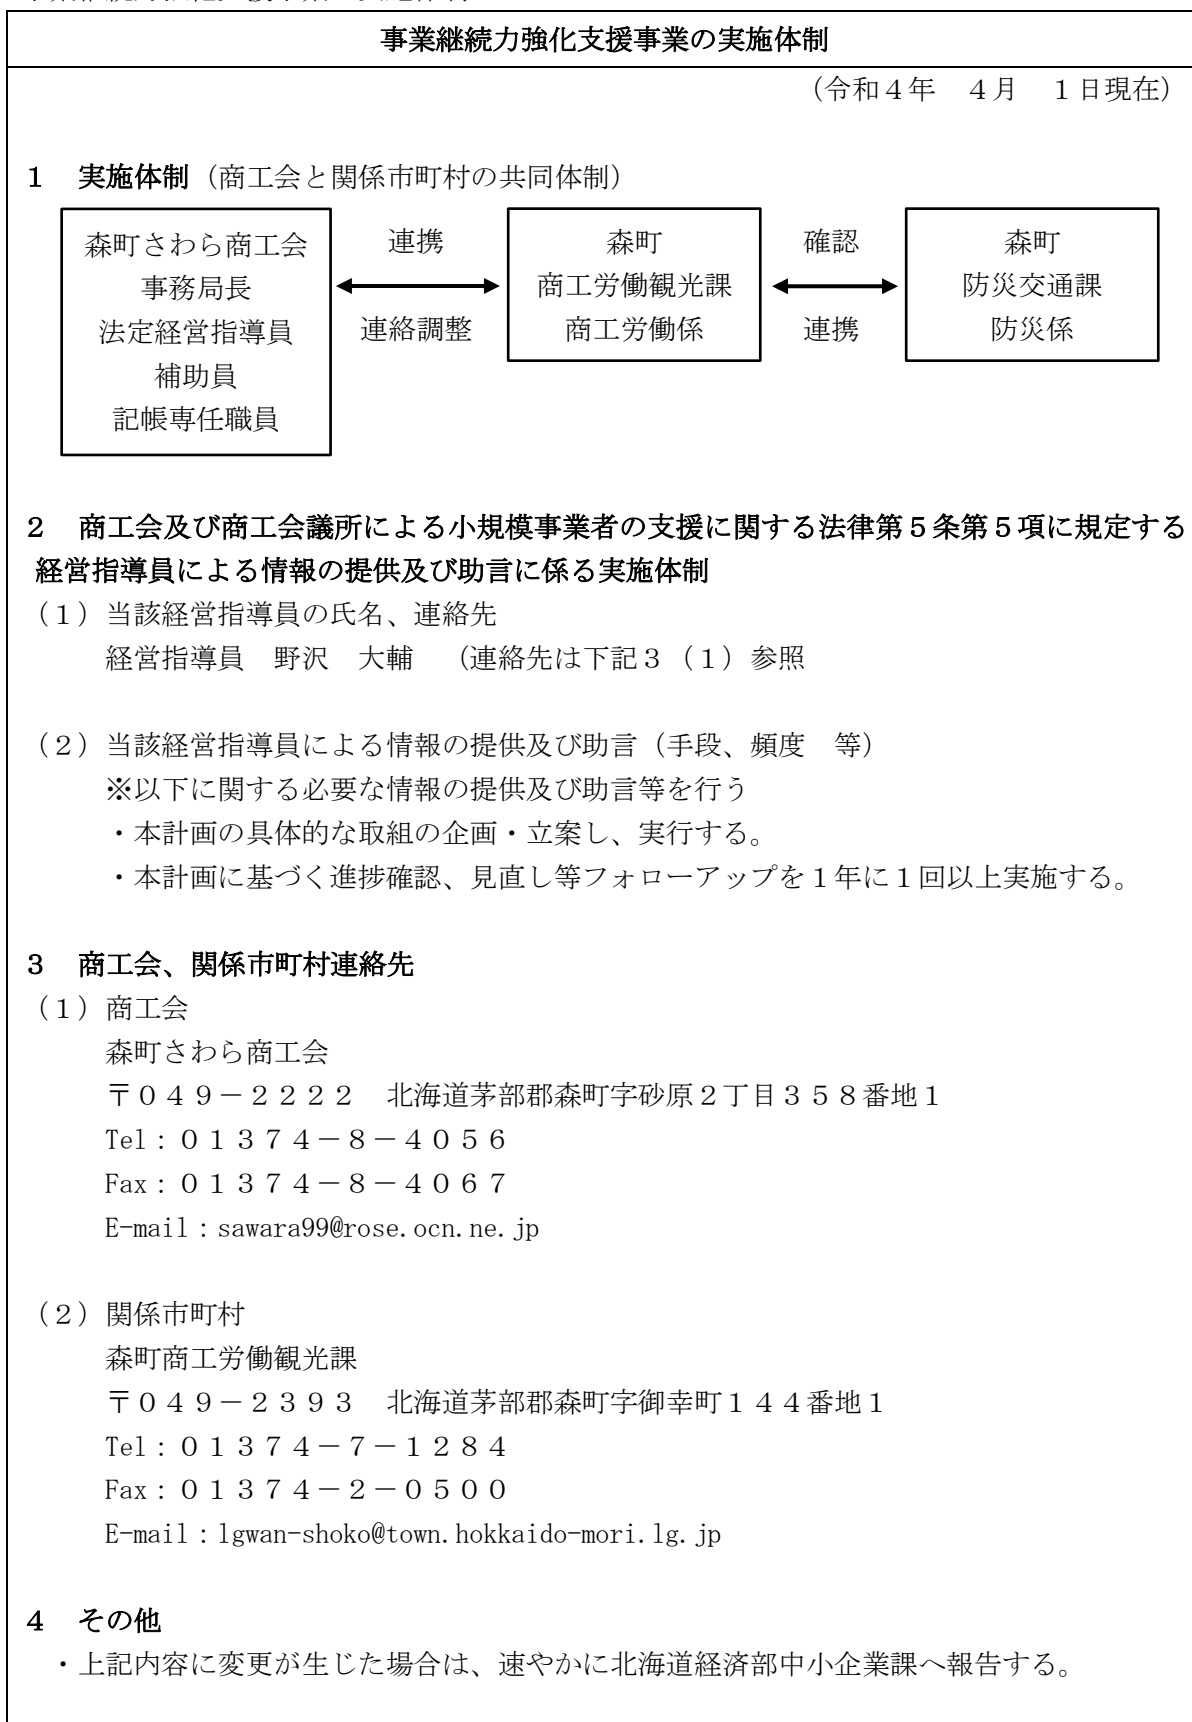 事業継続力強化支援事業の実施体制
（令和４年　４月　１日現在）
１　実施体制（商工会と関係市町村の共同体制）
森町さわら商工会
事務局長
法定経営指導員
補助員
記帳専任職員
連携
連絡調整
森町
商工労働観光課
商工労働係
確認
連携
森町
防災交通課
防災係
２　商工会及び商工会議所による小規模事業者の支援に関する法律第５条第５項に規定する
経営指導員による情報の提供及び助言に係る実施体制
（１）当該経営指導員の氏名、連絡先
経営指導員　野沢　大輔　（連絡先は下記３（１）参照
（２）当該経営指導員による情報の提供及び助言（手段、頻度　等）
※以下に関する必要な情報の提供及び助言等を行う
・本計画の具体的な取組の企画・立案し、実行する。
・本計画に基づく進捗確認、見直し等フォローアップを１年に１回以上実施する。
３　商工会、関係市町村連絡先
（１）商工会
森町さわら商工会
〒０４９－２２２２　北海道茅部郡森町字砂原２丁目３５８番地１
Tel：０１３７４－８－４０５６
Fax：０１３７４－８－４０６７
E-mail：sawara99@rose.ocn.ne.jp
（２）関係市町村
森町商工労働観光課
〒０４９－２３９３　北海道茅部郡森町字御幸町１４４番地１
Tel：０１３７４－７－１２８４
Fax：０１３７４－２－０５００
E-mail：lgwan-shoko@town.hokkaido-mori.lg.jp
４　その他
・上記内容に変更が生じた場合は、速やかに北海道経済部中小企業課へ報告する。